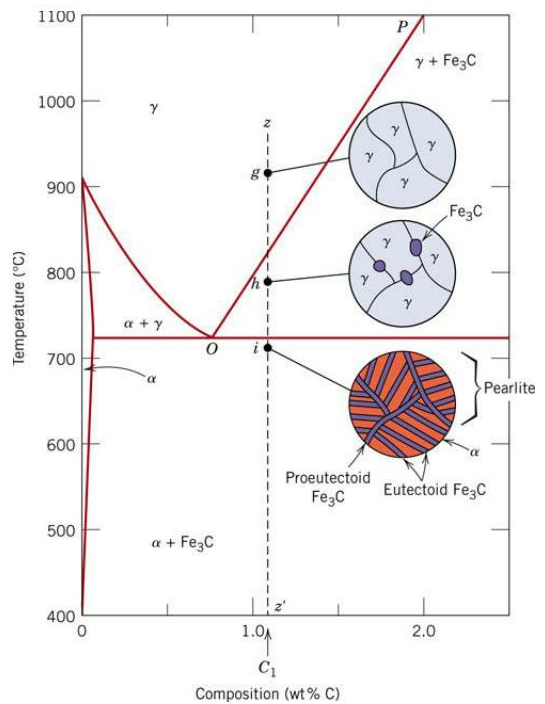 1100
P
γ + Fe₃C
γ
1000
z
γ
γ
γ
γ
g
900
Fe₃C
γ
γ
γ
γ
800
h
Temperature (°C)
α + γ
O
i
700
α
Pearlite
600
α
Proeutectoid
Fe₃C
Eutectoid Fe₃C
500
α + Fe₃C
z'
400
0
1.0
2.0
C₁
Composition (wt% C)